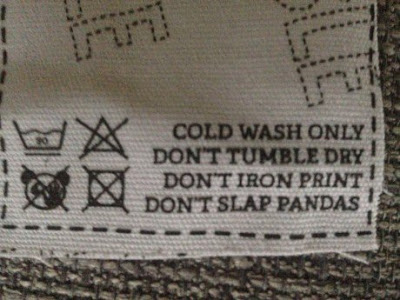 COLD WASH ONLY
DON'T TUMBLE DRY
DON'T IRON PRINT
DON'T SLAP PANDAS